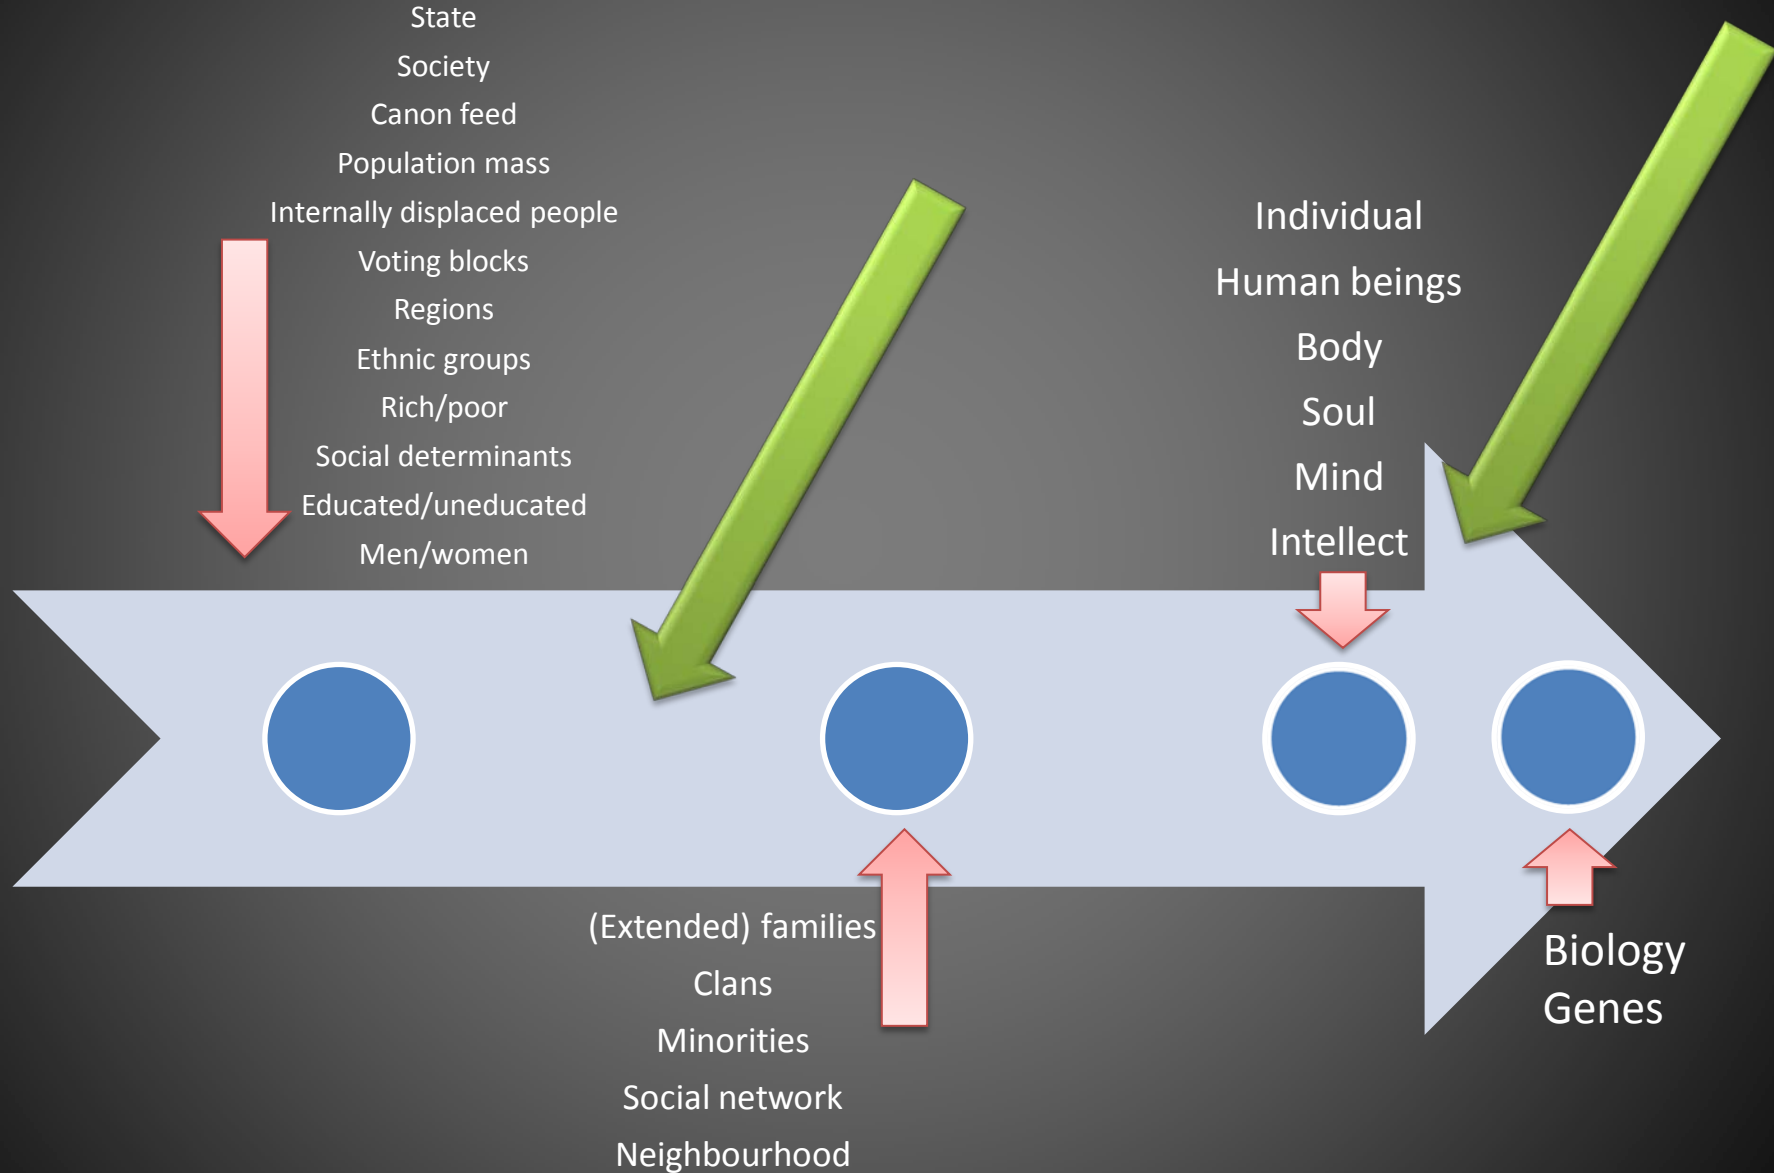 State
Society
Canon feed
Population mass
Internally displaced people
Voting blocks
Regions
Ethnic groups
Rich/poor
Social determinants
Educated/uneducated
Men/women
Individual
Human beings
Body
Soul
Mind
Intellect
(Extended) families
Clans
Minorities
Social network
Neighbourhood
Biology
Genes